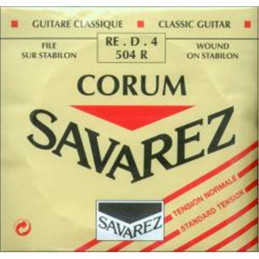 GUITARE CLASSIQUE
CLASSIC GUITAR
FILE
SUR STABILON
RE . D . 4
504 R
WOUND
ON STABILON
CORUM
SAVAREZ
TENSION NORMALE
STANDARD TENSION
SAVAREZ